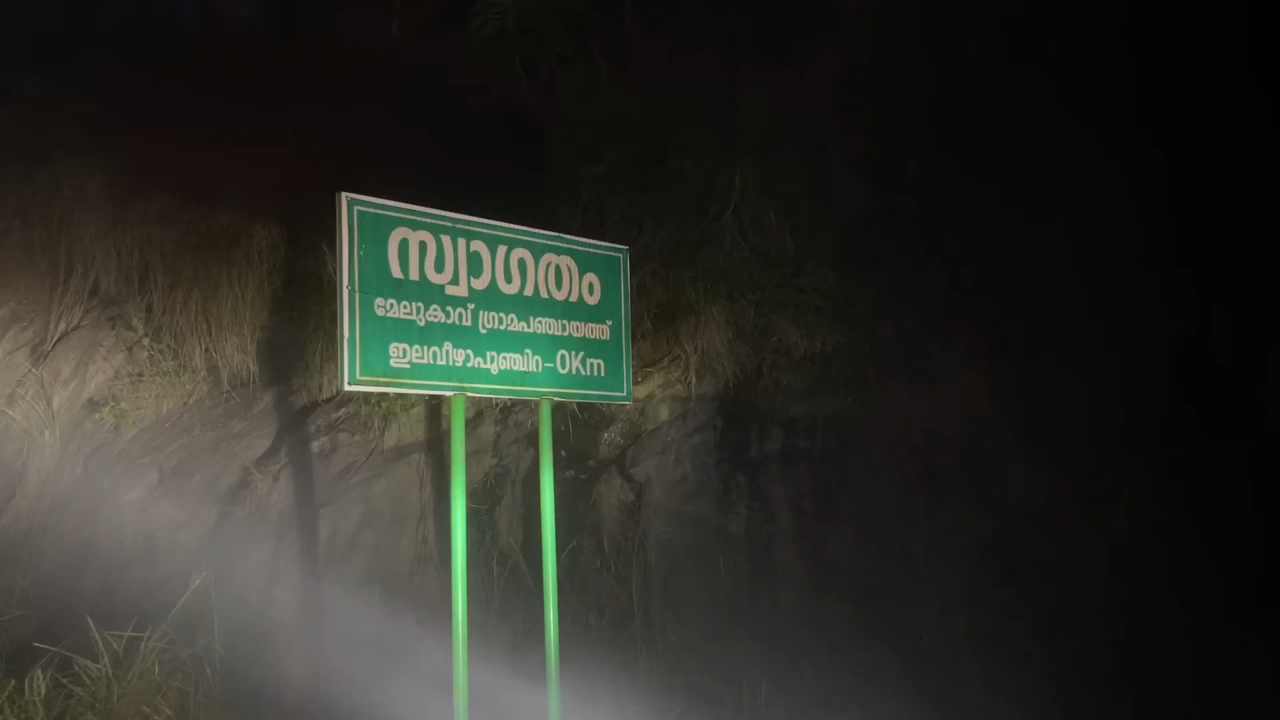 സ്വാഗതം
മേലുകാവ് ഗ്രാമപഞ്ചായത്ത്
ഇലവീഴാപൂഞ്ചിറ-0Km